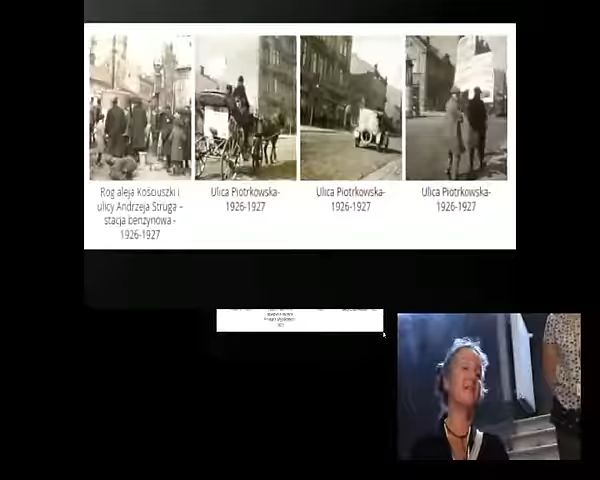 Róg aleja Kościuszki i
ulicy Andrzeja Struga –
stacja benzynowa -
1926-1927
Ulica Piotrkowska-
1926-1927
Ulica Piotrkowska-
1926-1927
Ulica Piotrkowska-
1926-1927